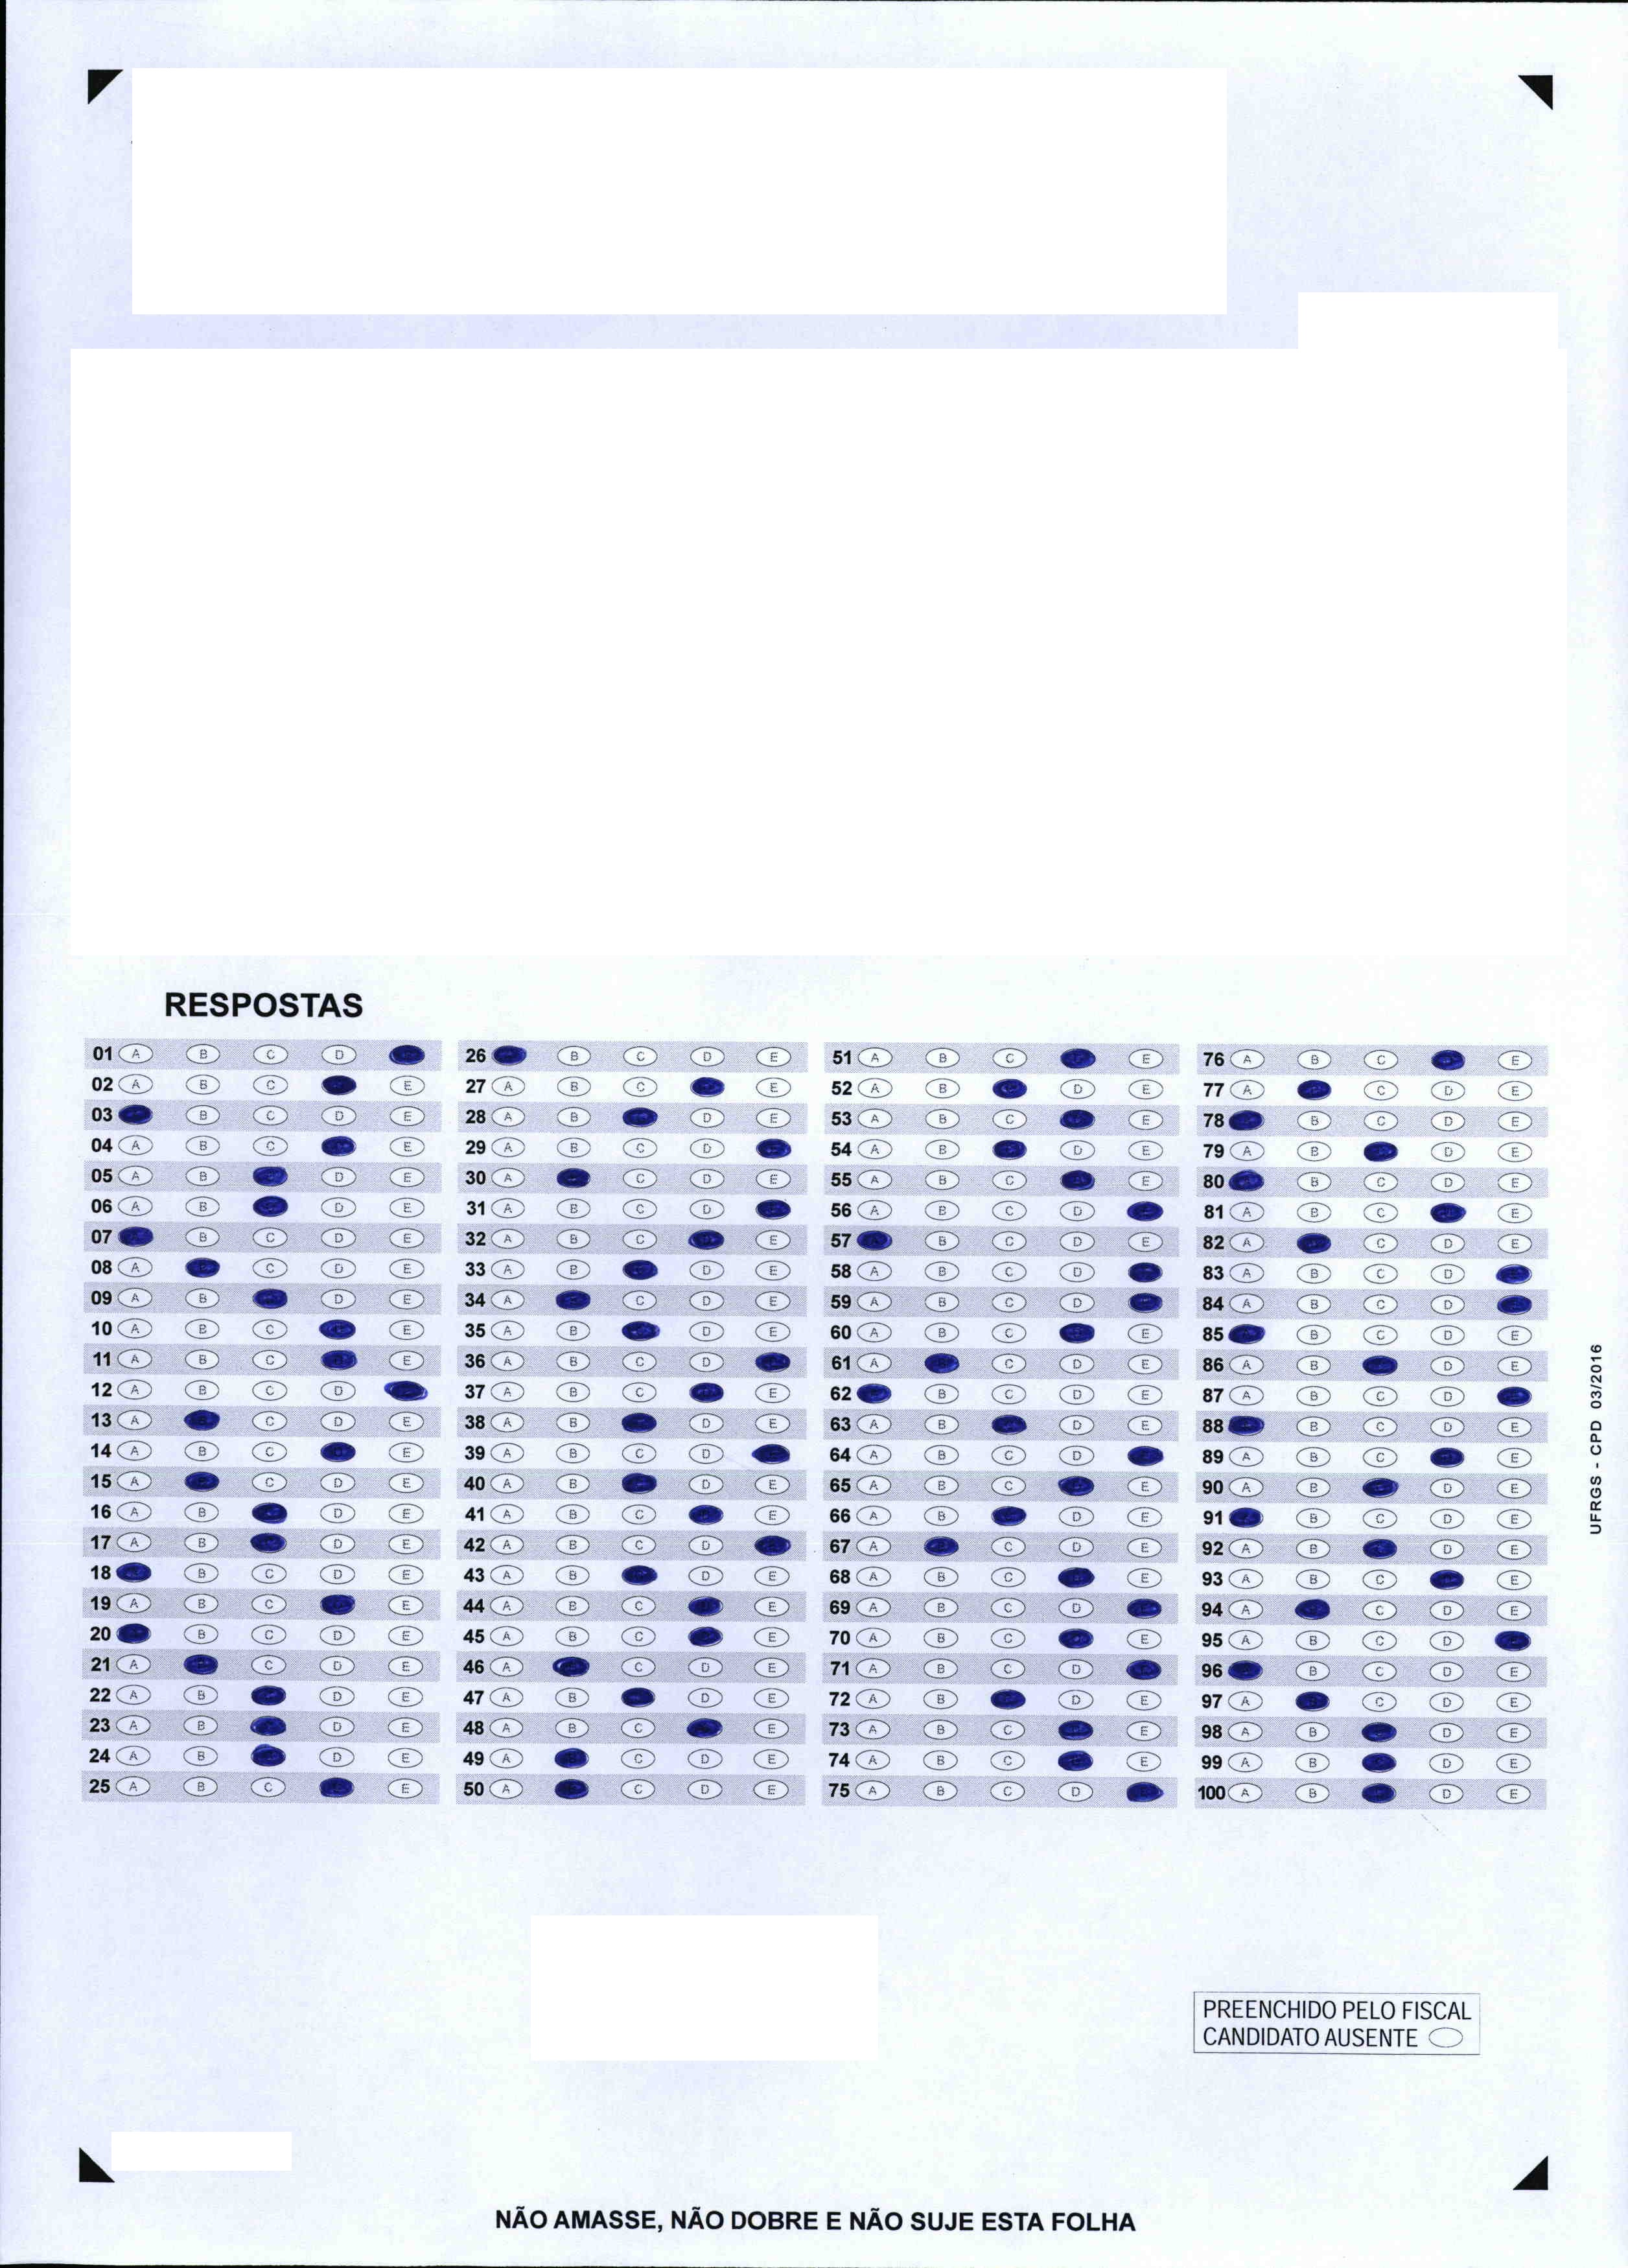 RESPOSTAS
01 A B C D
02 A B C E
03 B C D E
04 A B C E
05 A B D E
06 A B D E
07 B C D E
08 A C D E
09 A B D E
10 A B C E
11 A B C E
12 A B C D
13 A C D E
14 A B C E
15 A C D E
16 A B D E
17 A B D E
18 B C D E
19 A B C E
20 B C D E
21 A C D E
22 A B D E
23 A B D E
24 A B D E
25 A B C E
26 B C D E
27 A B C E
28 A B D E
29 A B C D
30 A C D E
31 A B C D
32 A B C E
33 A B D E
34 A C D E
35 A B D E
36 A B C D
37 A B C E
38 A B D E
39 A B C D
40 A B D E
41 A B C E
42 A B C D
43 A B D E
44 A B C E
45 A B C E
46 A C D E
47 A B D E
48 A B C E
49 A C D E
50 A C D E
51 A B C E
52 A B D E
53 A B C E
54 A B D E
55 A B C E
56 A B C D
57 B C D E
58 A B C D
59 A B C D
60 A B C E
61 A C D E
62 B C D E
63 A B D E
64 A B C D
65 A B C E
66 A B D E
67 A C D E
68 A B C E
69 A B C D
70 A B C E
71 A B C D
72 A B D E
73 A B C E
74 A B C E
75 A B C D
76 A B C E
77 A C D E
78 B C D E
79 A B D E
80 B C D E
81 A B C E
82 A C D E
83 A B C D
84 A B C D
85 B C D E
86 A B D E
87 A B C D
88 B C D E
89 A B C E
90 A B D E
91 B C D E
92 A B D E
93 A B C E
94 A C D E
95 A B C D
96 B C D E
97 A C D E
98 A B D E
99 A B D E
100 A B D E
UFRGS - CPD 03/2016
PREENCHIDO PELO FISCAL
CANDIDATO AUSENTE
NÃO AMASSE, NÃO DOBRE E NÃO SUJE ESTA FOLHA